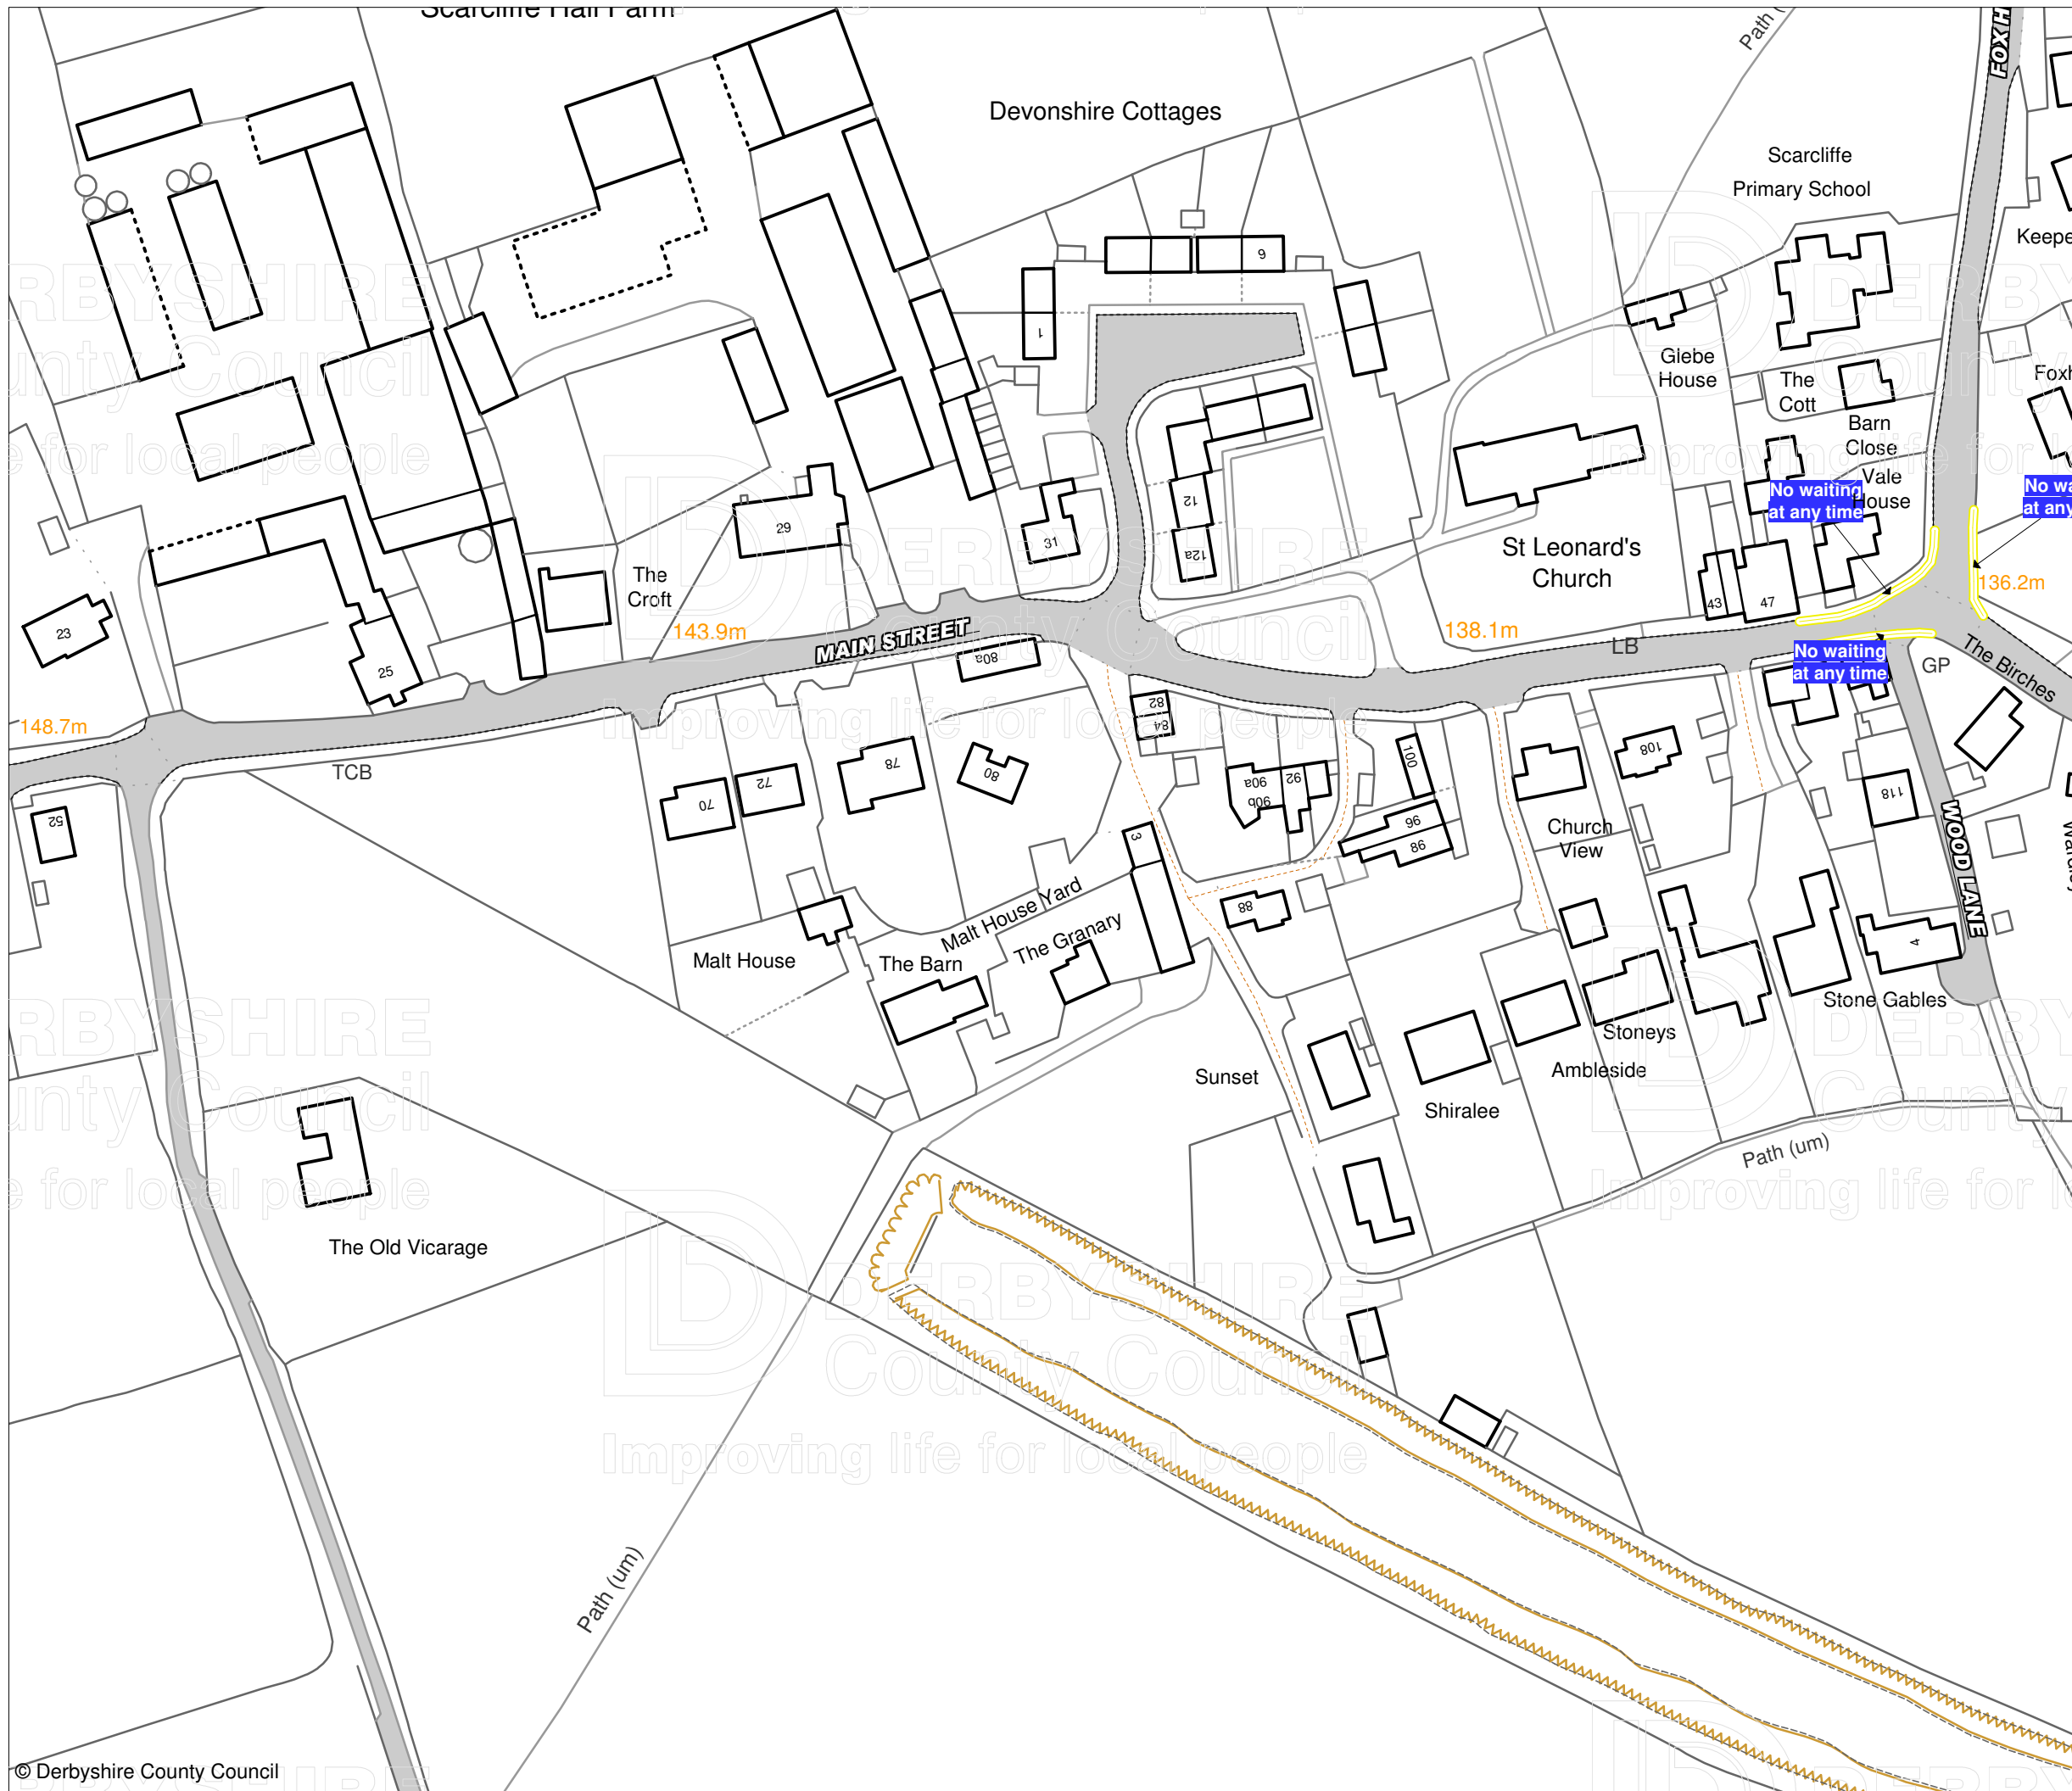 Scarcliffe Hall Farm
Path (
FOXH
Devonshire Cottages
Scarcliffe
Primary School
Keepe
6
1
Glebe
House
The
Cott
Foxh
Barn
Close
Vale
House
No waiting
at any time
No wa
at any
12
12a
29
31
The
Croft
St Leonard's
Church
136.2m
43
47
23
25
143.9m
MAIN STREET
138.1m
LB
80a
No waiting
at any time
GP
The Birches
148.7m
TCB
82
84
52
70
72
78
80
90a
90b
92
100
108
118
96
98
3
Church
View
WOOD LANE
88
Malt House Yard
The Granary
Malt House
The Barn
4
Stone Gables
Stoneys
Ambleside
Sunset
Shiralee
Path (um)
The Old Vicarage
Path (um)
© Derbyshire County Council
DERBYSHIRE
County Council
Improving life for local people